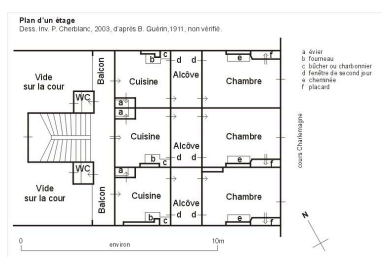 Plan d'un étage
Dess. inv. P. Cherblanc, 2003, d'après B. Guérin, 1911, non vérifié.
a évier
b fourneau
c bûcher ou charbonnier
d fenêtre de second jour
e cheminée
f placard
Vide
sur la cour
WC
Balcon
Cuisine
b
c
d
d
Alcôve
Chambre
e
f
a
a
Cuisine
b
c
Alcôve
d
d
Chambre
e
f
cours Charlemagne
WC
Vide
sur la cour
Balcon
a
Cuisine
b
c
Alcôve
d
d
Chambre
e
f
N
0
environ
10m